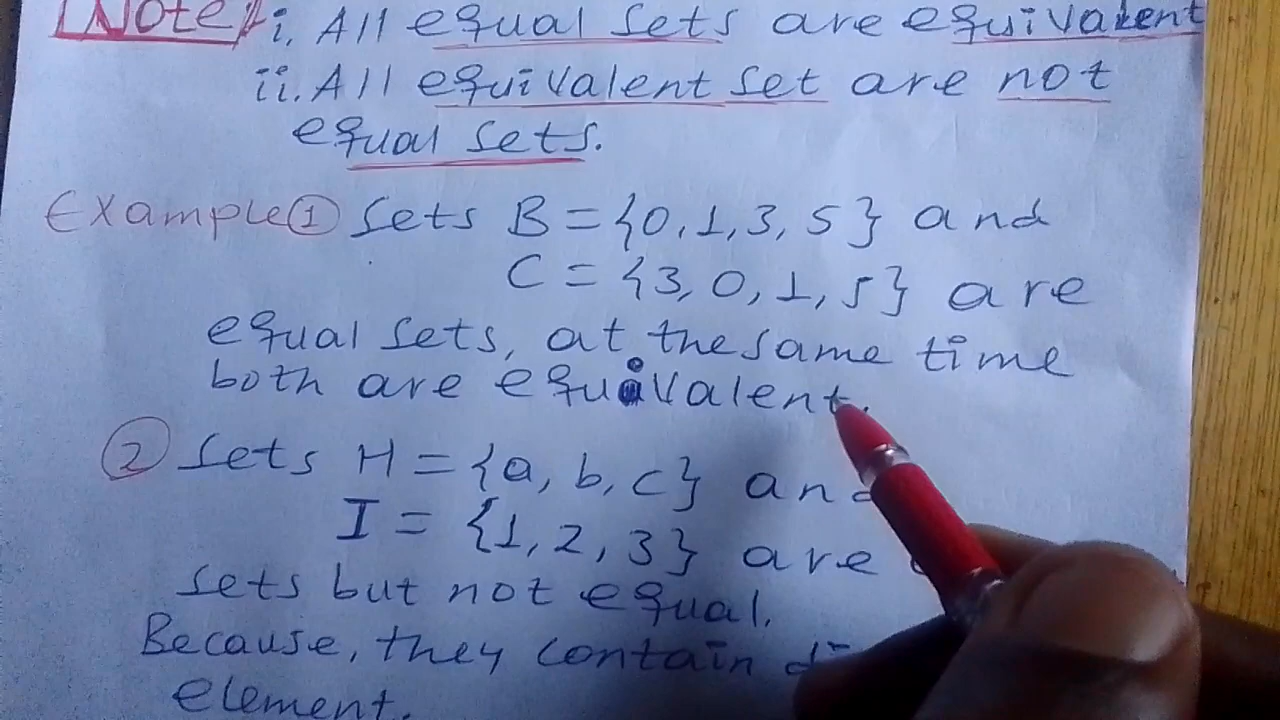 Note: i. All equal sets are equivalent
ii. All equivalent set are not
equal sets.
Example ① Sets B = {0, 1, 3, 5} and
C = {3, 0, 1, 5} are
equal sets, at the same time
both are equivalent.
② Sets H = {a, b, c} and
I = {1, 2, 3} are
sets but not equal.
Because, they contain
element.